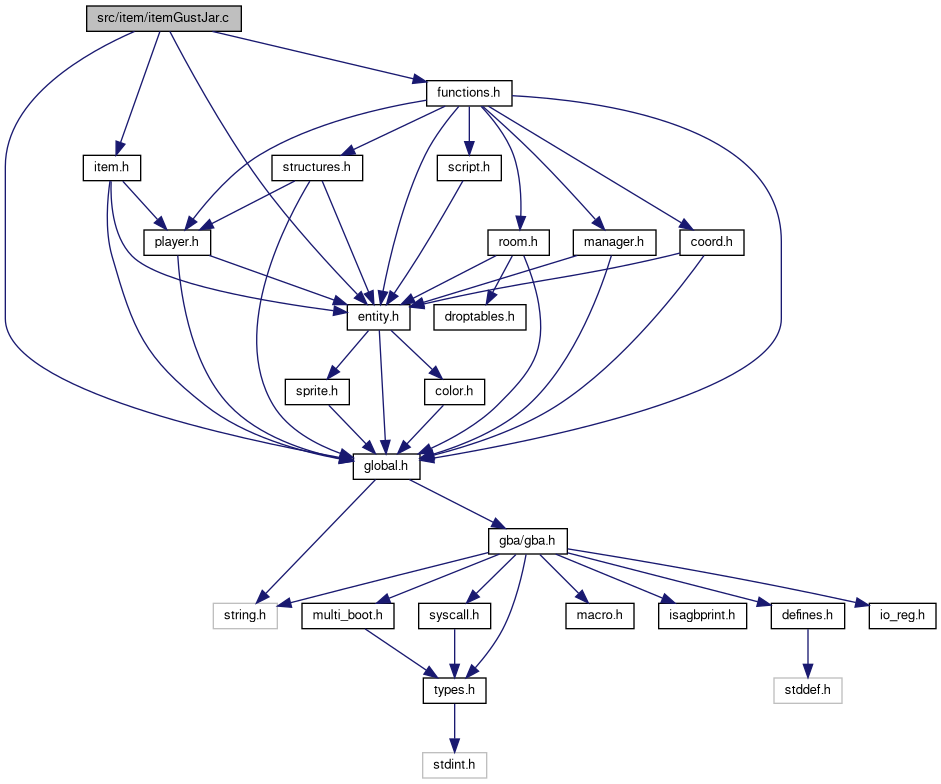 src/item/itemGustJar.c
functions.h
item.h
structures.h
script.h
player.h
room.h
manager.h
coord.h
entity.h
droptables.h
sprite.h
color.h
global.h
gba/gba.h
string.h
multi_boot.h
syscall.h
macro.h
isagbprint.h
defines.h
io_reg.h
types.h
stddef.h
stdint.h